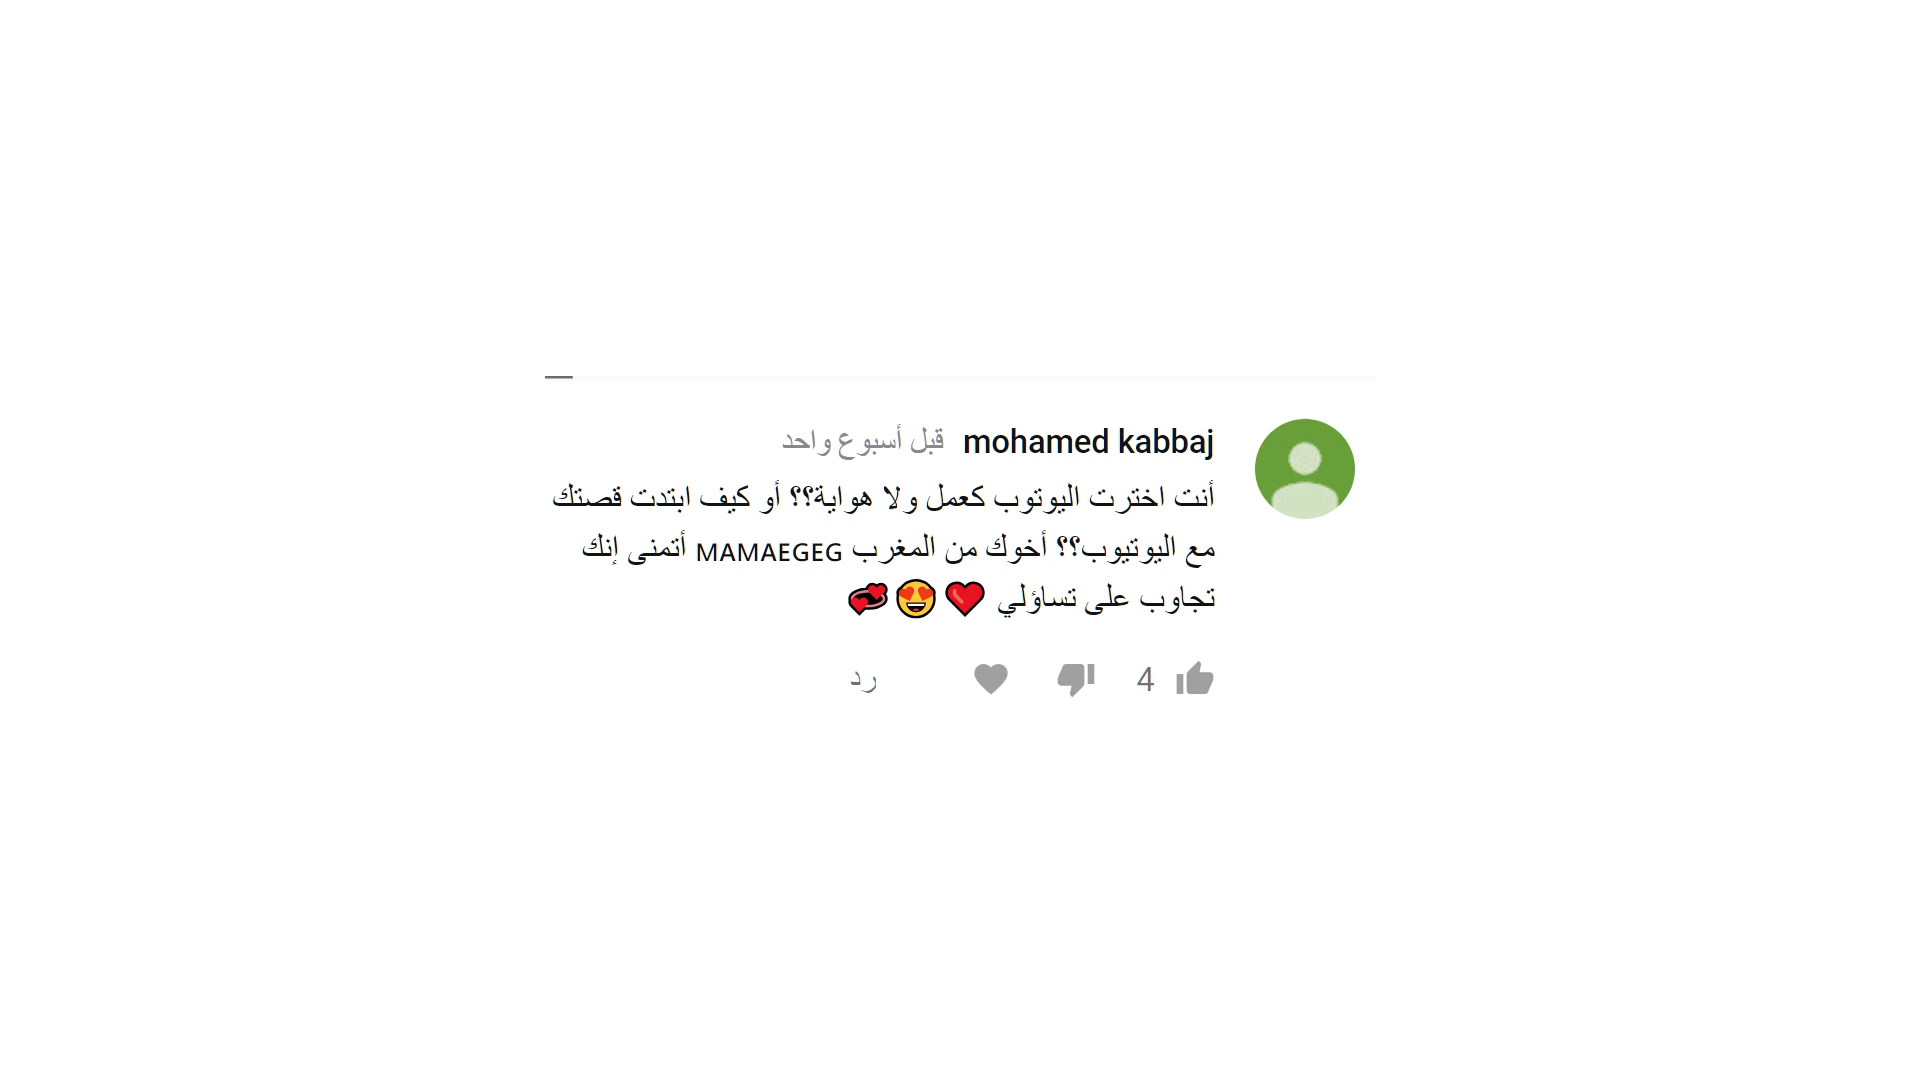 mohamed kabbaj قبل أسبوع واحد
أنت اخترت اليوتوب كعمل ولا هواية؟؟ أو كيف ابتدت قصتك
مع اليوتيوب؟؟ أخوك من المغرب ᴍᴀᴍᴀᴇɢᴇɢ أتمنى إنك
تجاوب على تساؤلي ❤️😍💞
4 رد